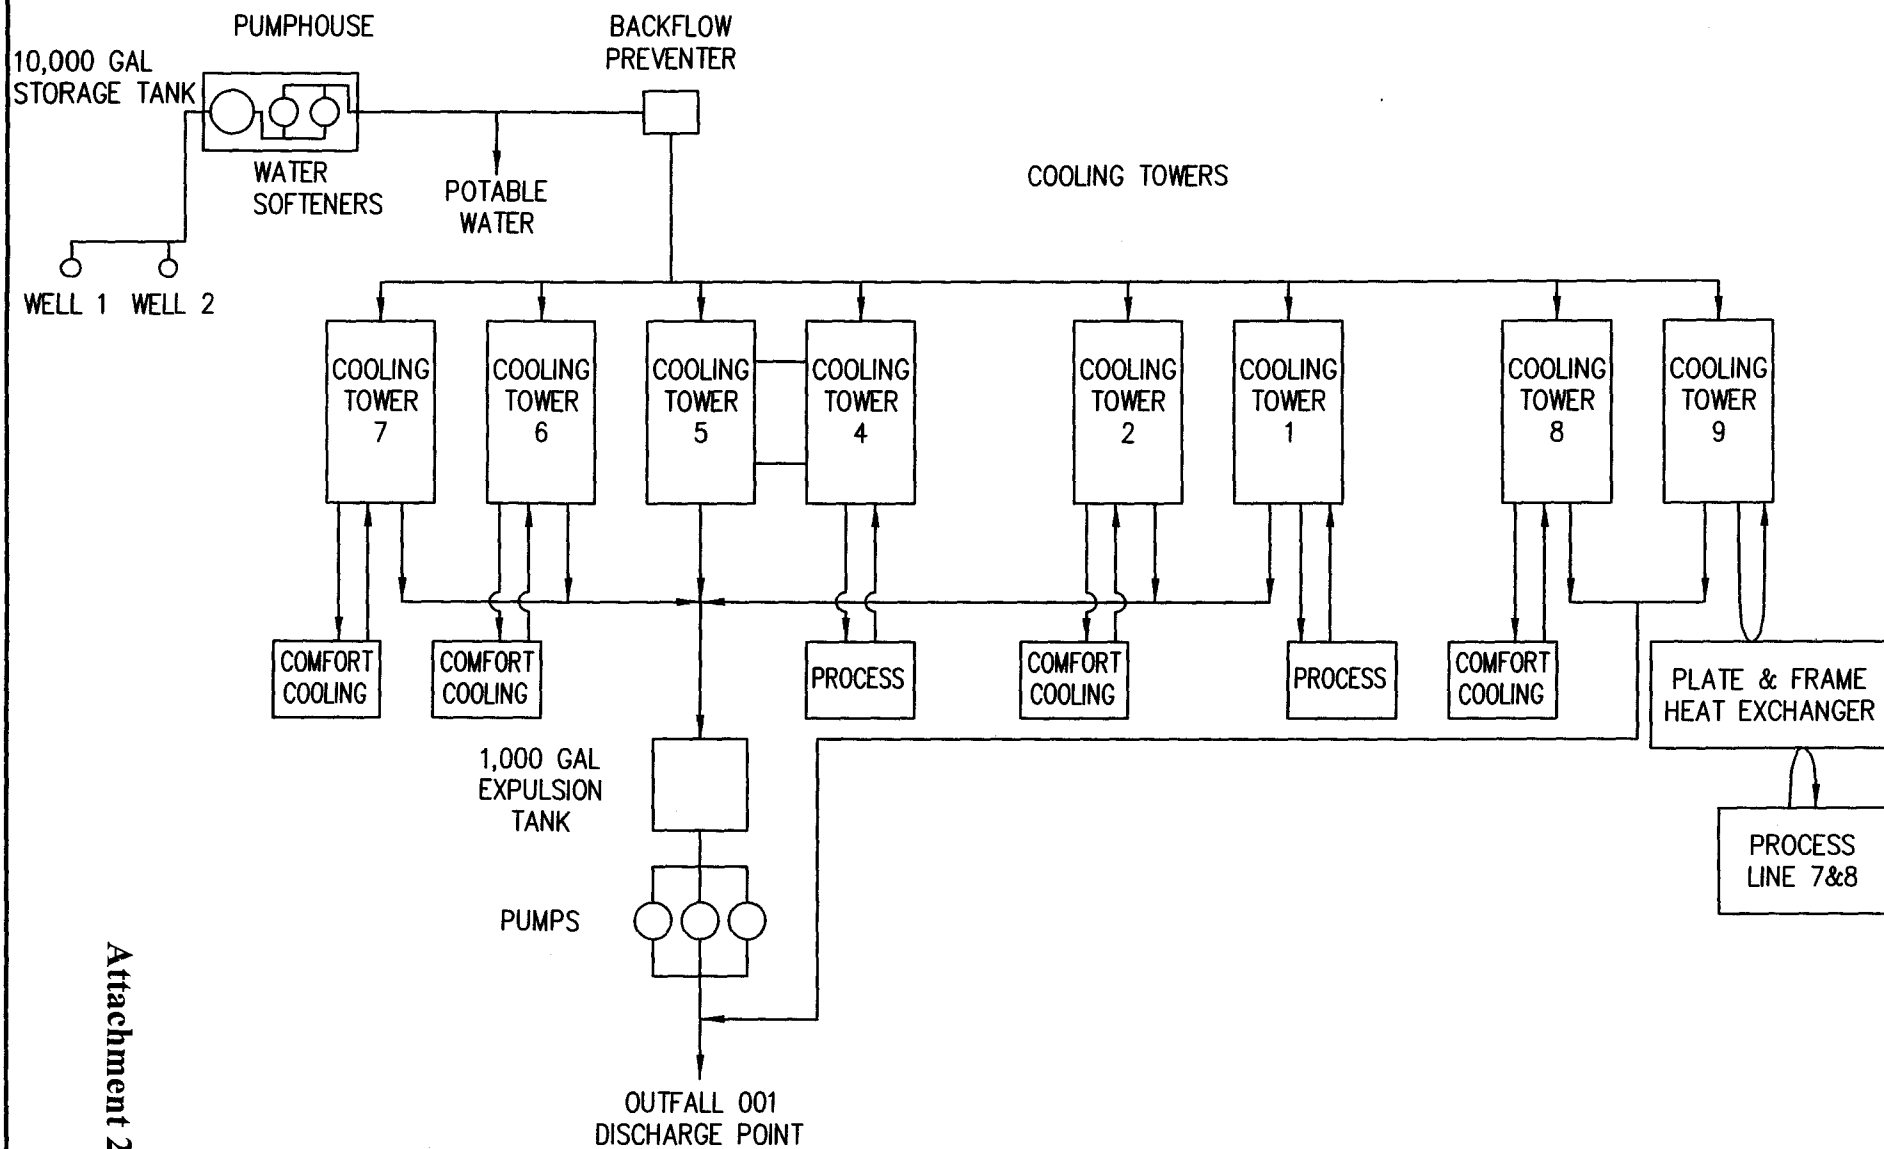 PUMPHOUSE
BACKFLOW
PREVENTER
10,000 GAL
STORAGE TANK
WATER
SOFTENERS
POTABLE
WATER
COOLING TOWERS
WELL 1
WELL 2
COOLING
TOWER
7
COOLING
TOWER
6
COOLING
TOWER
5
COOLING
TOWER
4
COOLING
TOWER
2
COOLING
TOWER
1
COOLING
TOWER
8
COOLING
TOWER
9
COMFORT
COOLING
COMFORT
COOLING
PROCESS
COMFORT
COOLING
PROCESS
COMFORT
COOLING
PLATE & FRAME
HEAT EXCHANGER
1,000 GAL
EXPULSION
TANK
PROCESS
LINE 7&8
PUMPS
OUTFALL 001
DISCHARGE POINT
Attachment 2